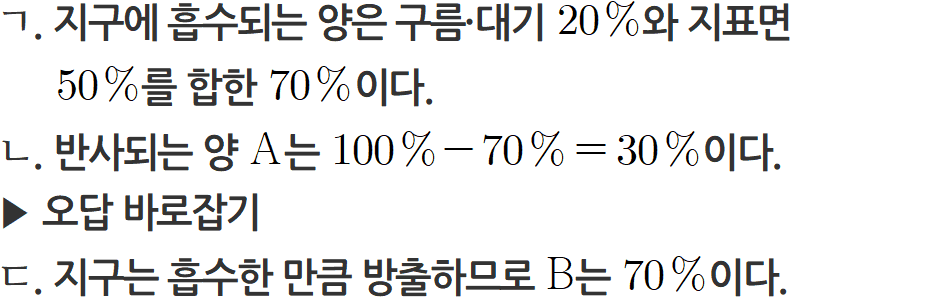 ㄱ. 지구에 흡수되는 양은 구름·대기 20%와 지표면
50%를 합한 70%이다.
ㄴ. 반사되는 양 A는 100%-70%=30%이다.
▶ 오답 바로잡기
ㄷ. 지구는 흡수한 만큼 방출하므로 B는 70%이다.